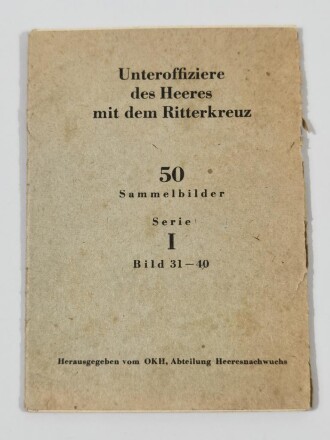 Unteroffiziere
des Heeres
mit dem Ritterkreuz
50
Sammelbilder
Serie
I
Bild 31—40
Herausgegeben vom OKH, Abteilung Heeresnachwuchs